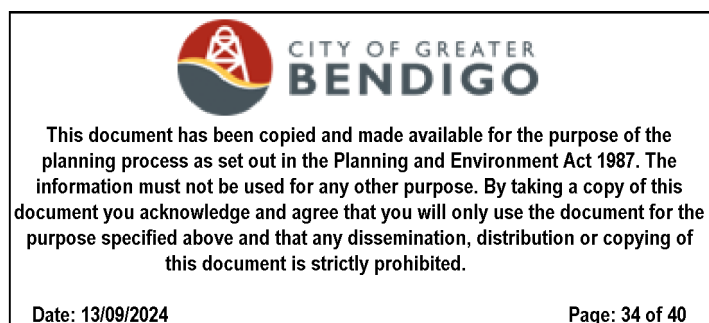 CITY OF GREATER
BENDIGO
This document has been copied and made available for the purpose of the
planning process as set out in the Planning and Environment Act 1987. The
information must not be used for any other purpose. By taking a copy of this
document you acknowledge and agree that you will only use the document for the
purpose specified above and that any dissemination, distribution or copying of
this document is strictly prohibited.
Date: 13/09/2024 Page: 34 of 40